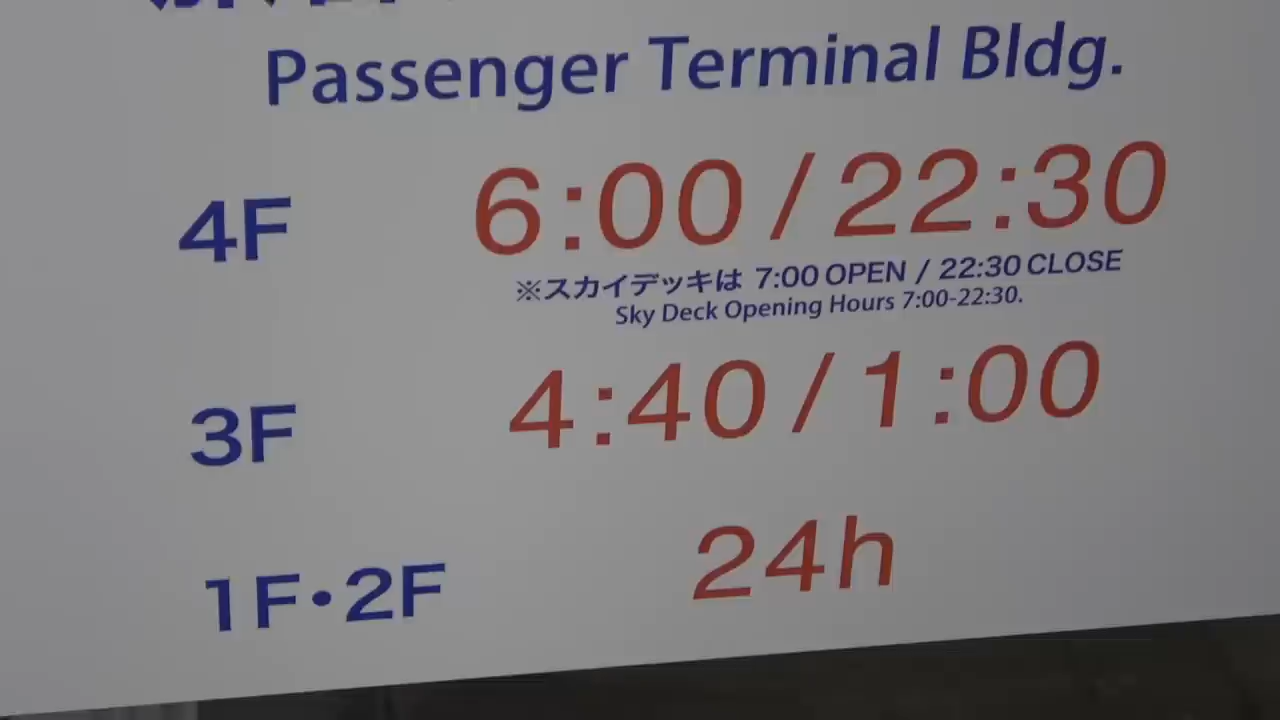 Passenger Terminal Bldg.
4F 6:00 / 22:30
※スカイデッキは 7:00 OPEN / 22:30 CLOSE
Sky Deck Opening Hours 7:00-22:30.
3F 4:40 / 1:00
1F・2F 24h